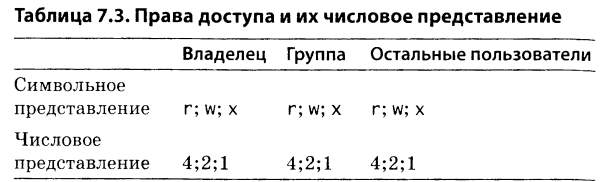 Таблица 7.3. Права доступа и их числовое представление
Владелец Группа Остальные пользователи
Символьное
представление r; w; x r; w; x r; w; x
Числовое
представление 4;2;1 4;2;1 4;2;1